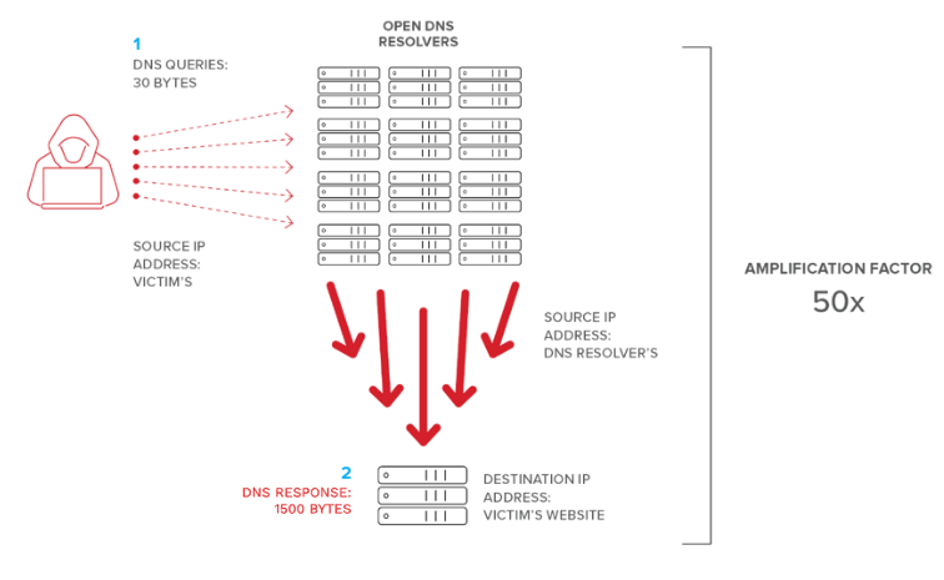 OPEN DNS
RESOLVERS
1
DNS QUERIES:
30 BYTES
SOURCE IP
ADDRESS:
VICTIM'S
AMPLIFICATION FACTOR
50x
SOURCE IP
ADDRESS:
DNS RESOLVER'S
2
DNS RESPONSE:
1500 BYTES
DESTINATION IP
ADDRESS:
VICTIM'S WEBSITE